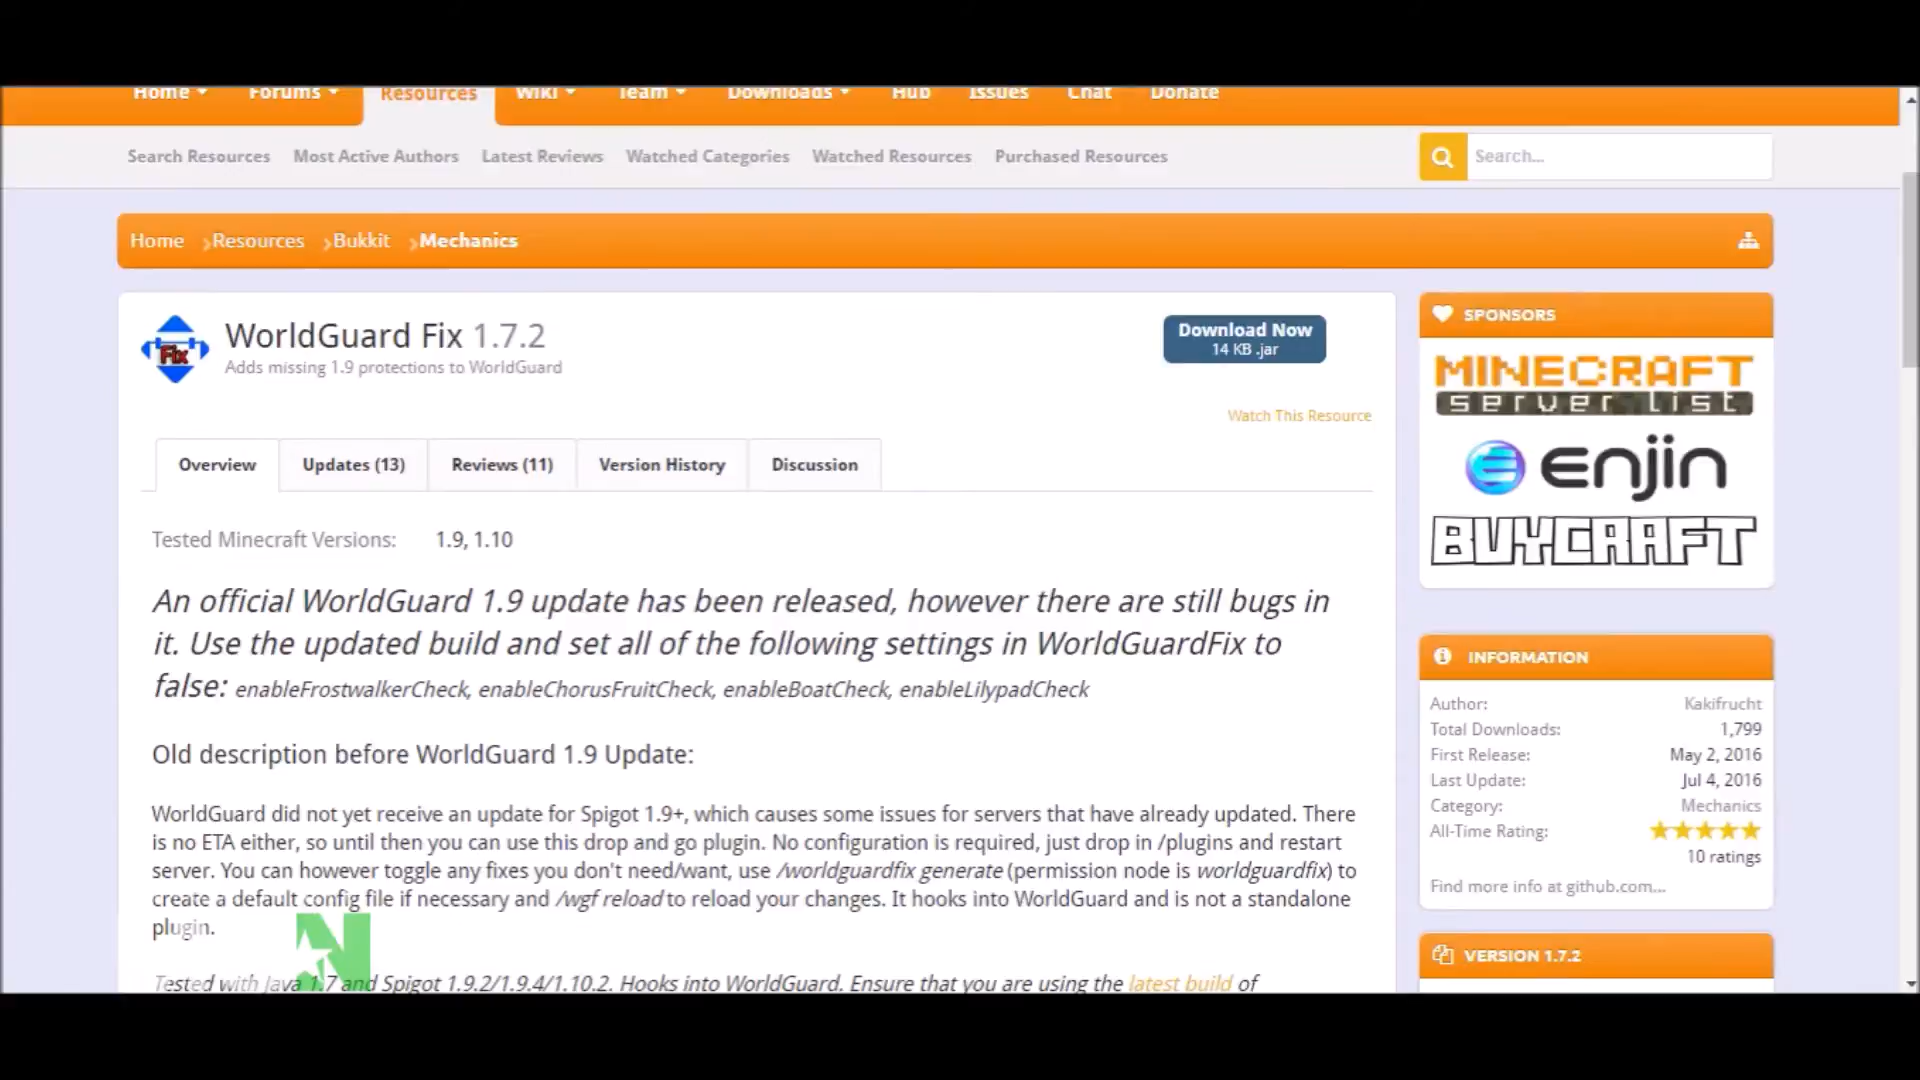 Home Forums Resources Wiki Team Downloads Hub Issues Chat Donate
Search Resources Most Active Authors Latest Reviews Watched Categories Watched Resources Purchased Resources Search...
Home Resources Bukkit Mechanics
WorldGuard Fix 1.7.2
Adds missing 1.9 protections to WorldGuard
Fix
Download Now
14 KB .jar
Watch This Resource
Overview Updates (13) Reviews (11) Version History Discussion
Tested Minecraft Versions: 1.9, 1.10
An official WorldGuard 1.9 update has been released, however there are still bugs in
it. Use the updated build and set all of the following settings in WorldGuardFix to
false: enableFrostwalkerCheck, enableChorusFruitCheck, enableBoatCheck, enableLilypadCheck
Old description before WorldGuard 1.9 Update:
WorldGuard did not yet receive an update for Spigot 1.9+, which causes some issues for servers that have already updated. There
is no ETA either, so until then you can use this drop and go plugin. No configuration is required, just drop in /plugins and restart
server. You can however toggle any fixes you don't need/want, use /worldguardfix generate (permission node is worldguardfix) to
create a default config file if necessary and /wgf reload to reload your changes. It hooks into WorldGuard and is not a standalone
plugin.
Tested with Java 1.7 and Spigot 1.9.2/1.9.4/1.10.2. Hooks into WorldGuard. Ensure that you are using the latest build of
N
SPONSORS
MINECRAFT
server list
enjin
BUYCRAFT
INFORMATION
Author: Kakifrucht
Total Downloads: 1,799
First Release: May 2, 2016
Last Update: Jul 4, 2016
Category: Mechanics
All-Time Rating:
10 ratings
Find more info at github.com...
VERSION 1.7.2